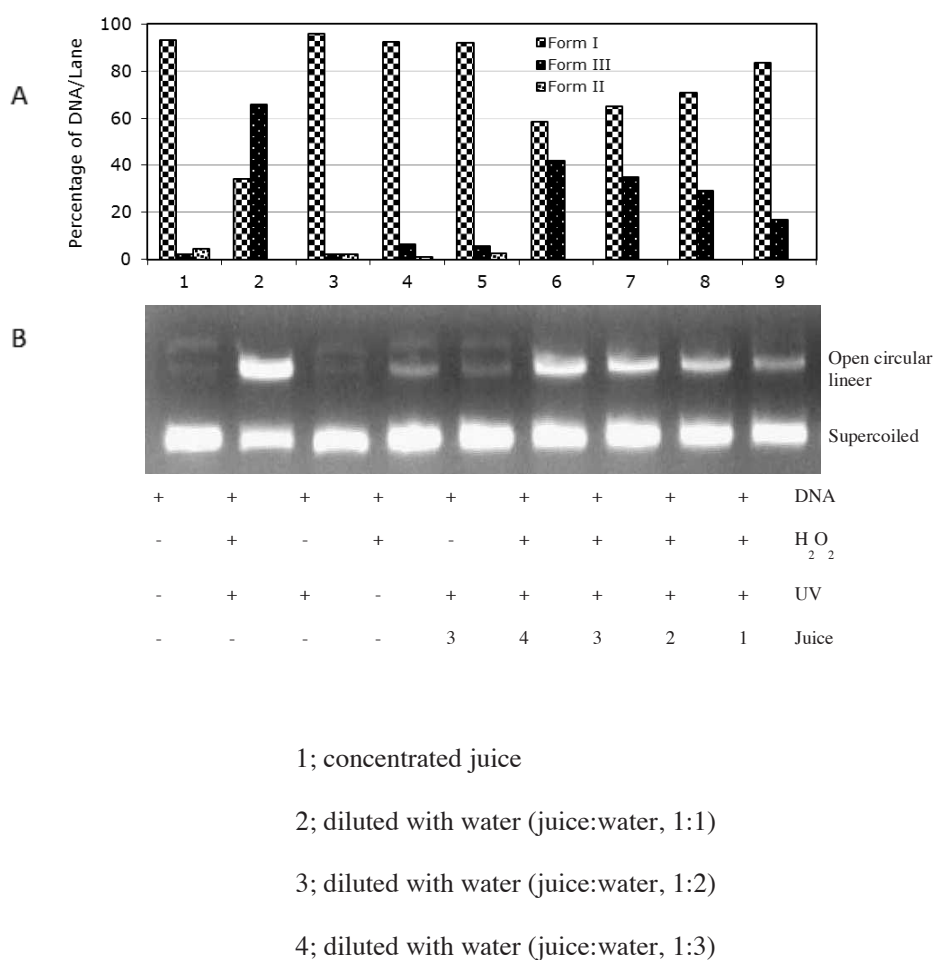 A
Percentage of DNA/Lane
100
80
60
40
20
0
Form I
Form III
Form II
1 2 3 4 5 6 7 8 9
B
Open circular
lineer
Supercoiled
+ + + + + + + + + DNA
- + - + - + + + + H2O2
- + + - + + + + + UV
- - - - 3 4 3 2 1 Juice
1; concentrated juice
2; diluted with water (juice:water, 1:1)
3; diluted with water (juice:water, 1:2)
4; diluted with water (juice:water, 1:3)